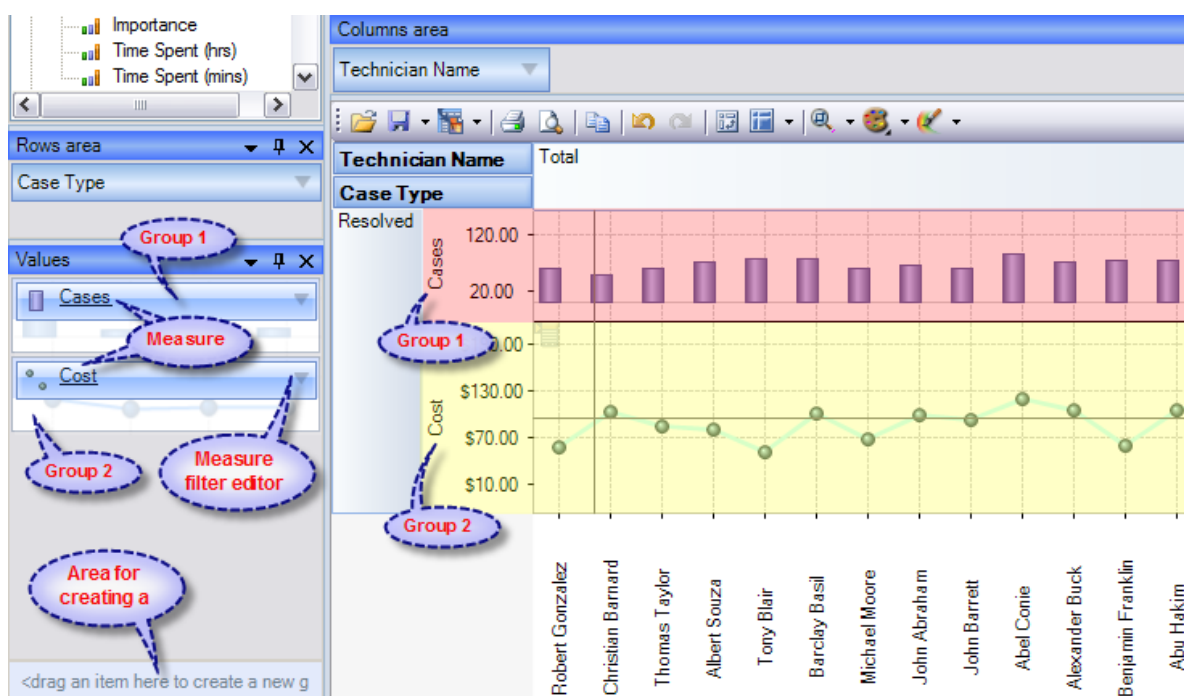 Importance
Time Spent (hrs)
Time Spent (mins)
Rows area
Case Type
Group 1
Values
Cases
Measure
Cost
Group 2
Measure
filter editor
Area for
creating a
<drag an item here to create a new g
Columns area
Technician Name
Technician Name
Total
Case Type
Resolved
Cases
120.00
20.00
Group 1
0.00
Cost
$130.00
$70.00
$10.00
Group 2
Robert Gonzalez
Christian Barnard
Thomas Taylor
Albert Souza
Tony Blair
Barclay Basil
Michael Moore
John Abraham
John Barrett
Abel Conie
Alexander Buck
Benjamin Franklin
Abu Hakim